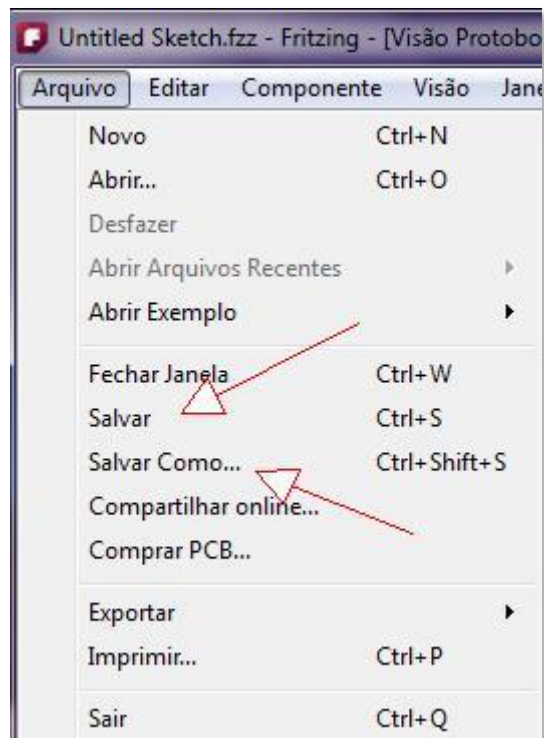 Untitled Sketch.fzz - Fritzing - [Visão Protobo
Arquivo Editar Componente Visão Jane
Novo Ctrl+N
Abrir... Ctrl+O
Desfazer
Abrir Arquivos Recentes
Abrir Exemplo
Fechar Janela Ctrl+W
Salvar Ctrl+S
Salvar Como... Ctrl+Shift+S
Compartilhar online...
Comprar PCB...
Exportar
Imprimir... Ctrl+P
Sair Ctrl+Q